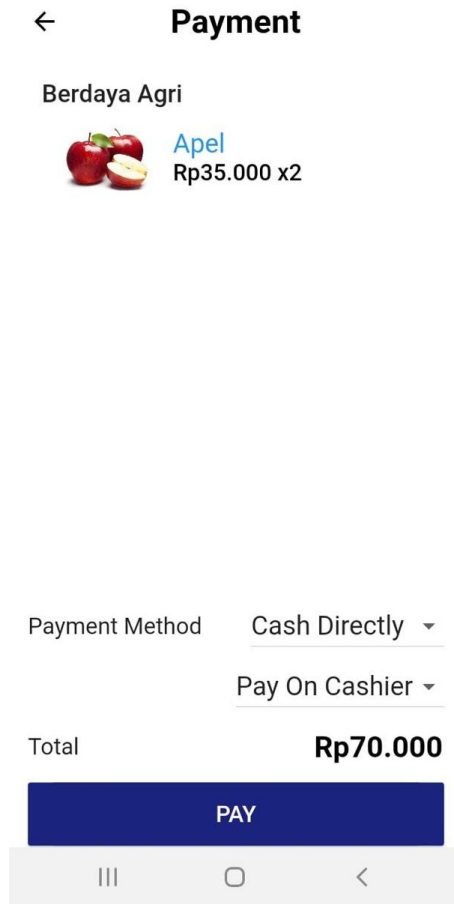 Payment
Berdaya Agri
Apel
Rp35.000 x2
Payment Method Cash Directly
Pay On Cashier
Total Rp70.000
PAY